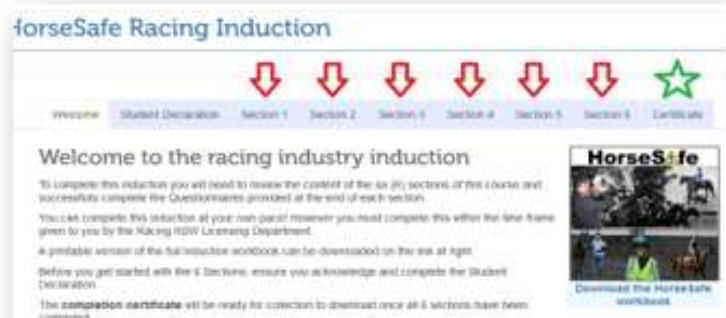 HorseSafe Racing Induction
Welcome Student Declaration Section 1 Section 2 Section 3 Section 4 Section 5 Section 6 Certificate
Welcome to the racing industry induction
To complete this induction you will need to review the content of the six (6) sections of this course and
successfully complete the Questionnaires provided at the end of each section.
You can complete this induction at your own pace! However you must complete this within the time frame
given to you by the Racing NSW Licensing Department.
A printable version of the full induction workbook can be downloaded on the link at right.
Before you get started with the 6 Sections, ensure you acknowledge and complete the Student
Declaration.
The completion certificate will be ready for collection to download once all 6 sections have been
completed.
HorseSafe
Download the HorseSafe
workbook